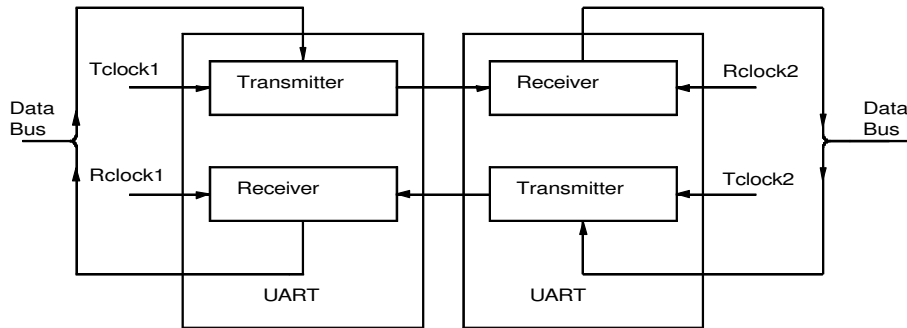 Tclock1
Transmitter
Receiver
Rclock2
Data
Bus
Data
Bus
Rclock1
Receiver
Transmitter
Tclock2
UART
UART